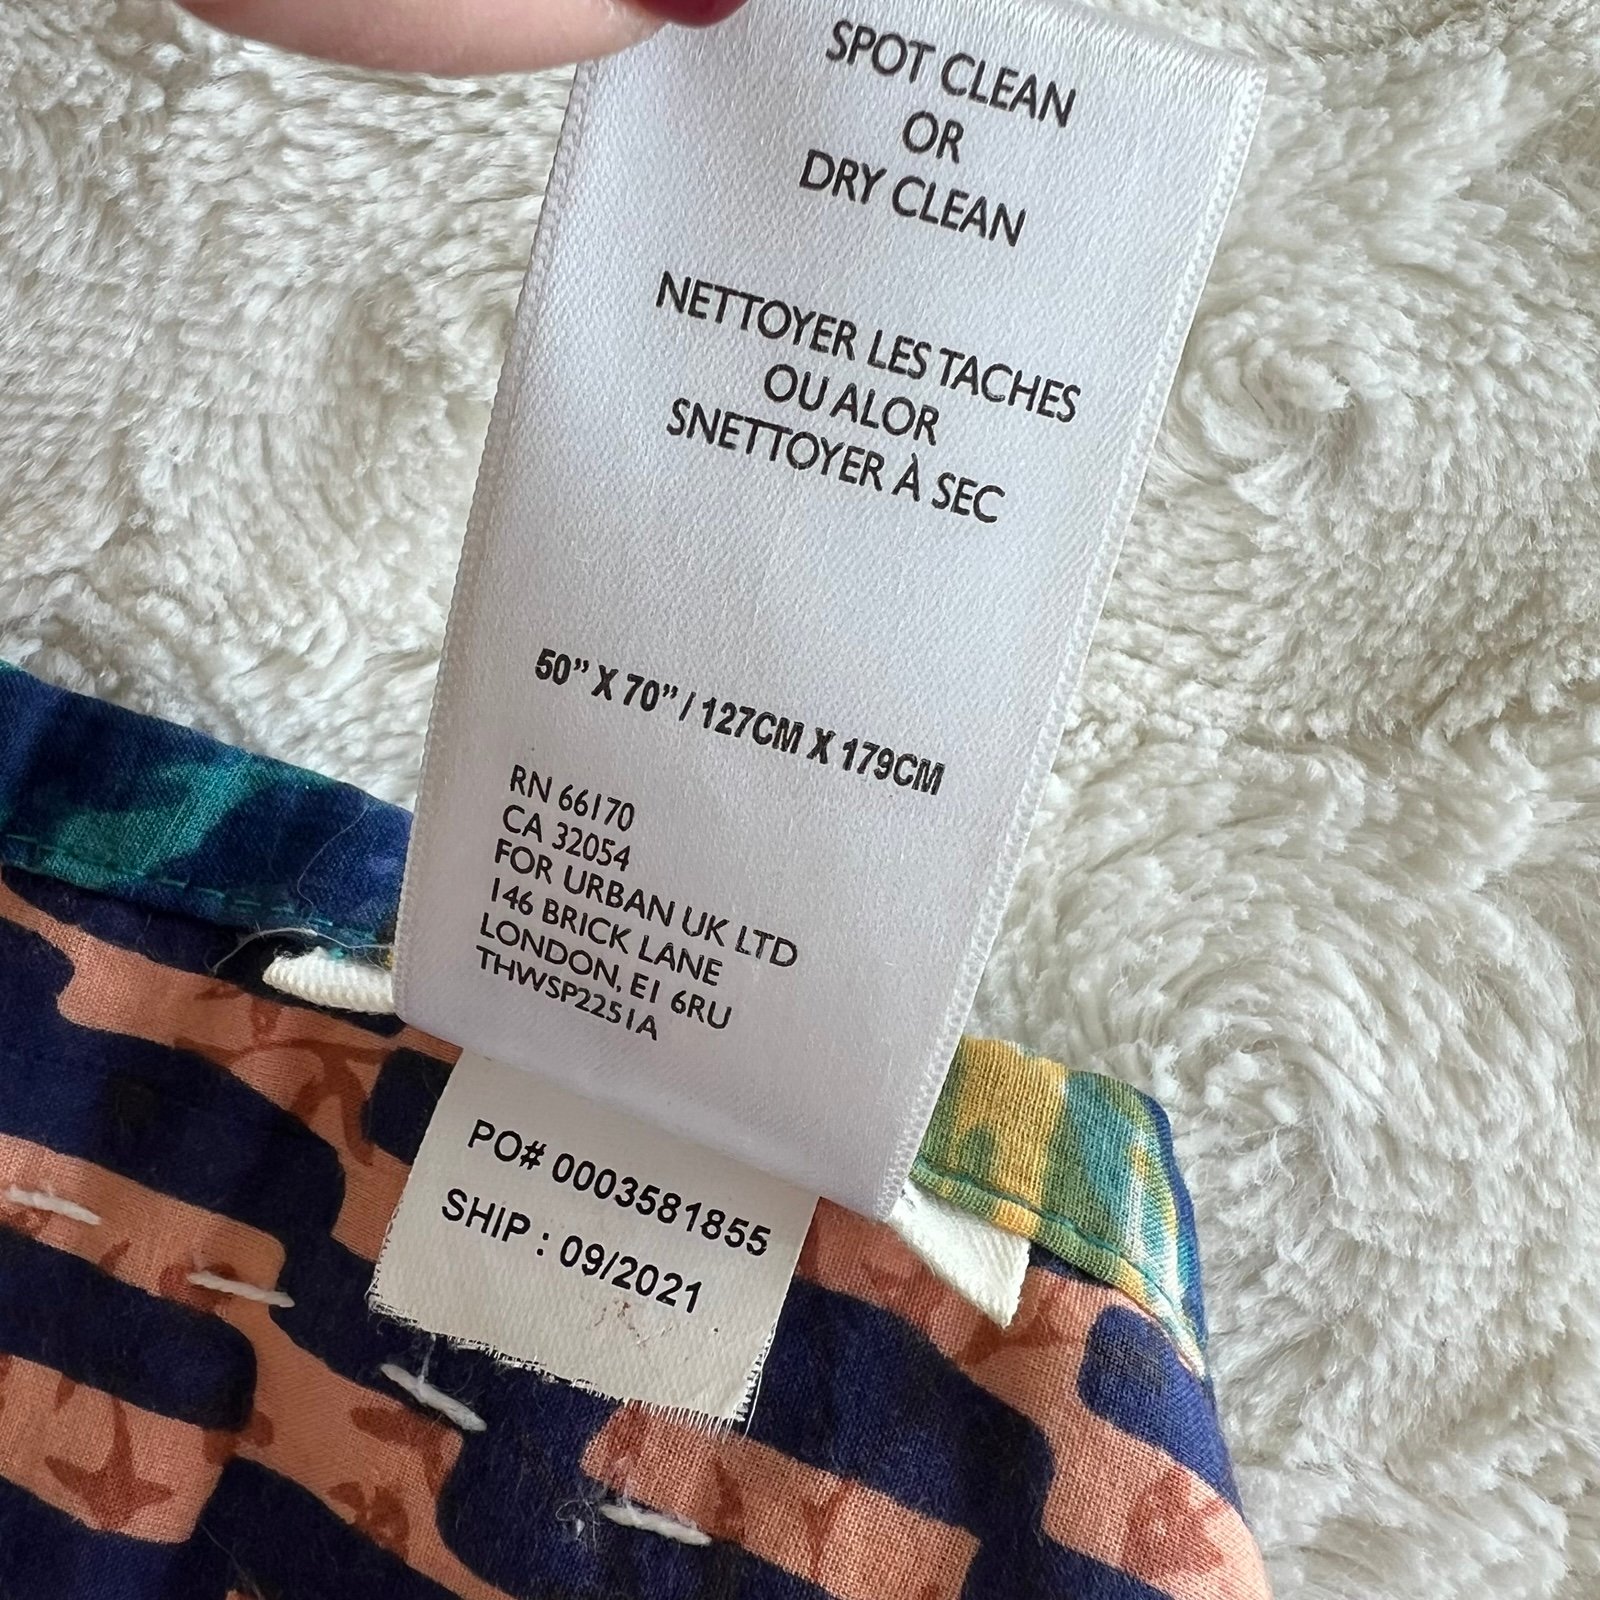 SPOT CLEAN
OR
DRY CLEAN
NETTOYER LES TACHES
OU ALOR
SNETTOYER À SEC
50” X 70” / 127CM X 179CM
RN 66170
CA 32054
FOR URBAN UK LTD
146 BRICK LANE
LONDON, E1 6RU
THWSP2251A
PO# 0003581855
SHIP : 09/2021